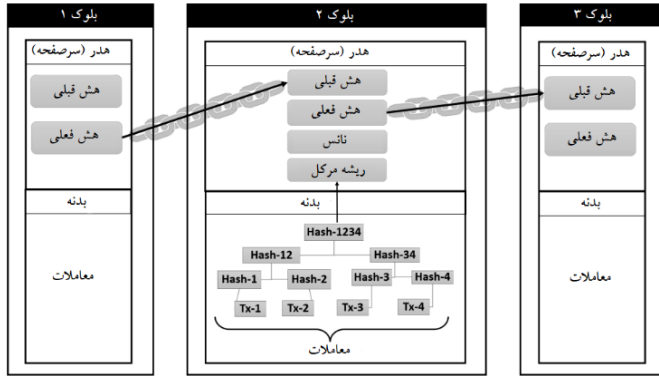 بلوک ۱
هدر (سرصفحه)
هش قبلی
هش فعلی
بدنه
معاملات
بلوک ۲
هدر (سرصفحه)
هش قبلی
هش فعلی
نانس
ریشه مرکل
بدنه
Hash-1234
Hash-12
Hash-34
Hash-1
Hash-2
Hash-3
Hash-4
Tx-1
Tx-2
Tx-3
Tx-4
معاملات
بلوک ۳
هدر (سرصفحه)
هش قبلی
هش فعلی
بدنه
معاملات